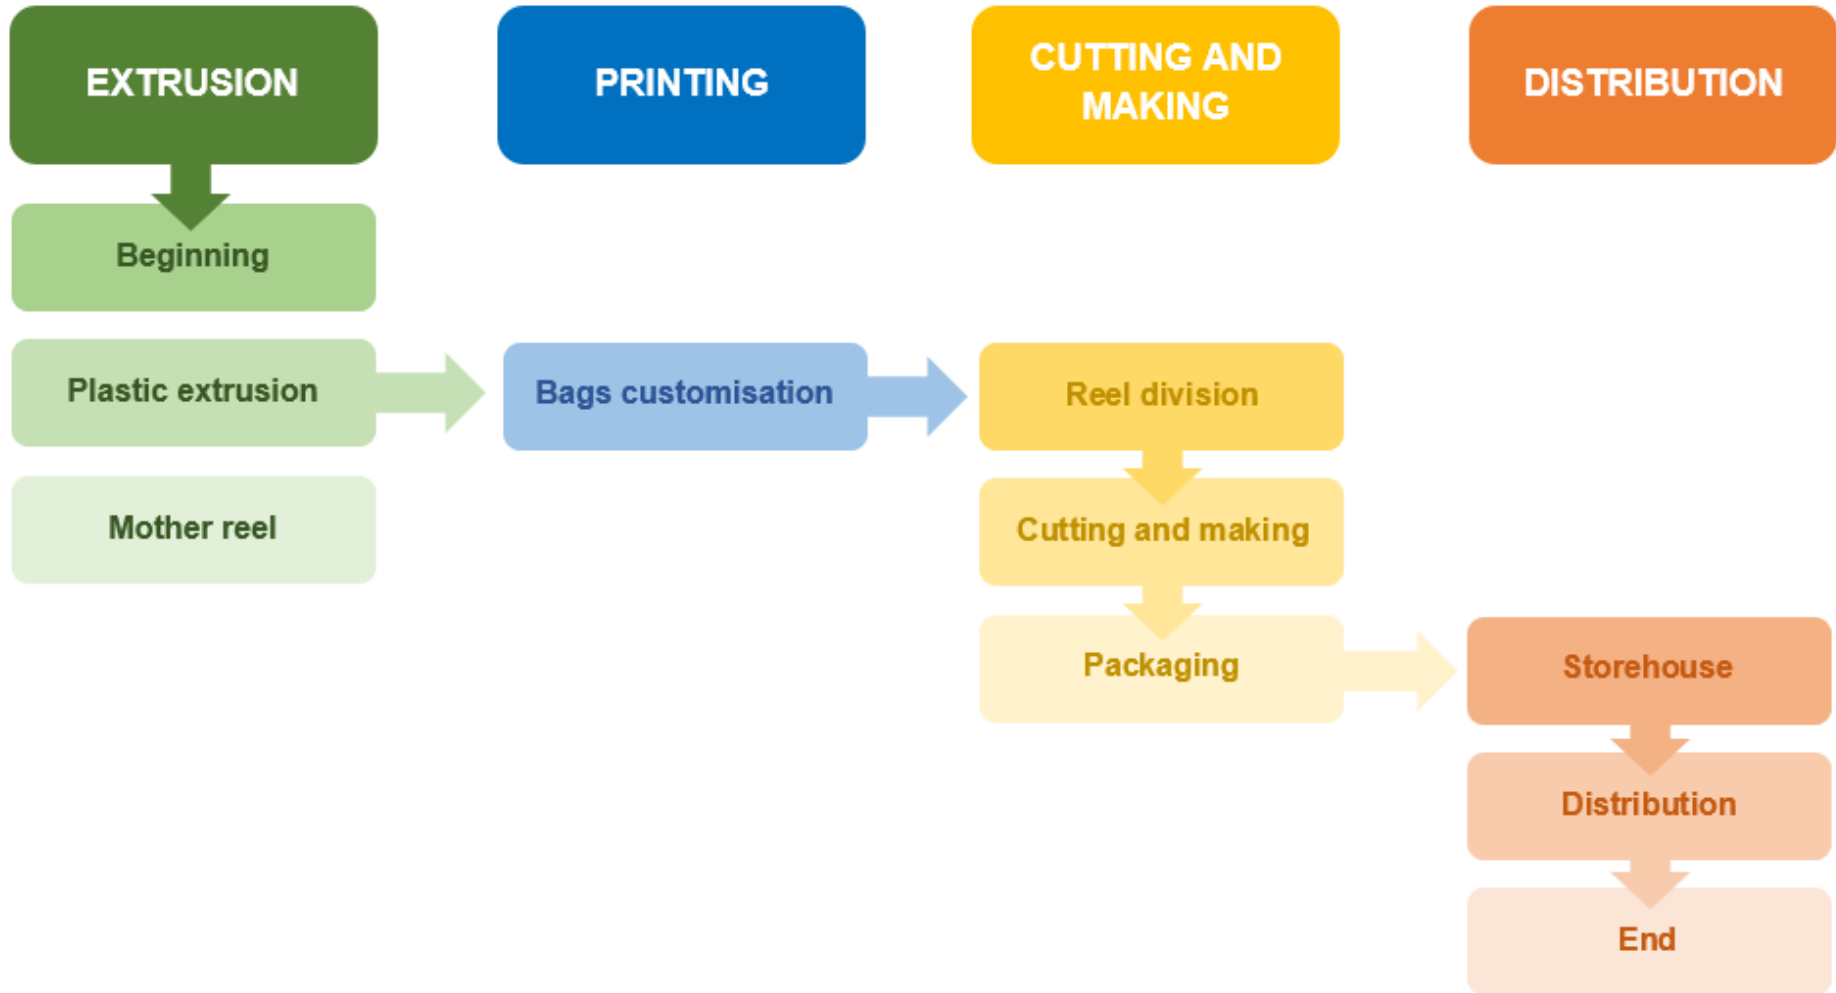 EXTRUSION
PRINTING
CUTTING AND
MAKING
DISTRIBUTION
Beginning
Plastic extrusion
Bags customisation
Reel division
Mother reel
Cutting and making
Packaging
Storehouse
Distribution
End